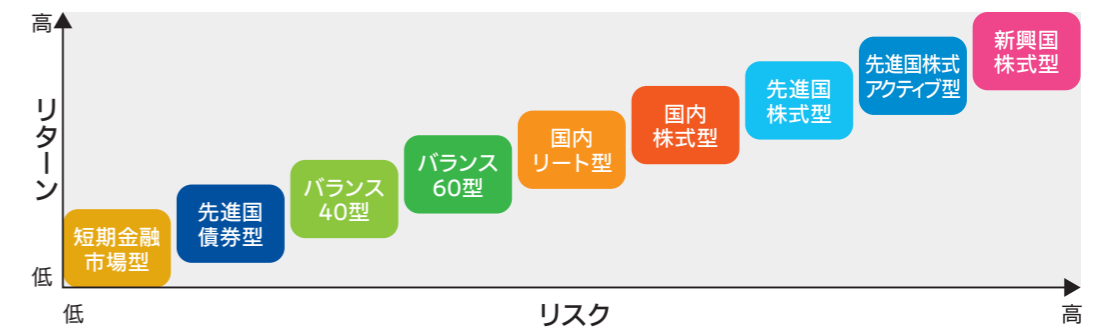 高
リターン
低
短期金融
市場型
先進国
債券型
バランス
40型
バランス
60型
国内
リート型
国内
株式型
先進国
株式型
先進国株式
アクティブ型
新興国
株式型
低
リスク
高